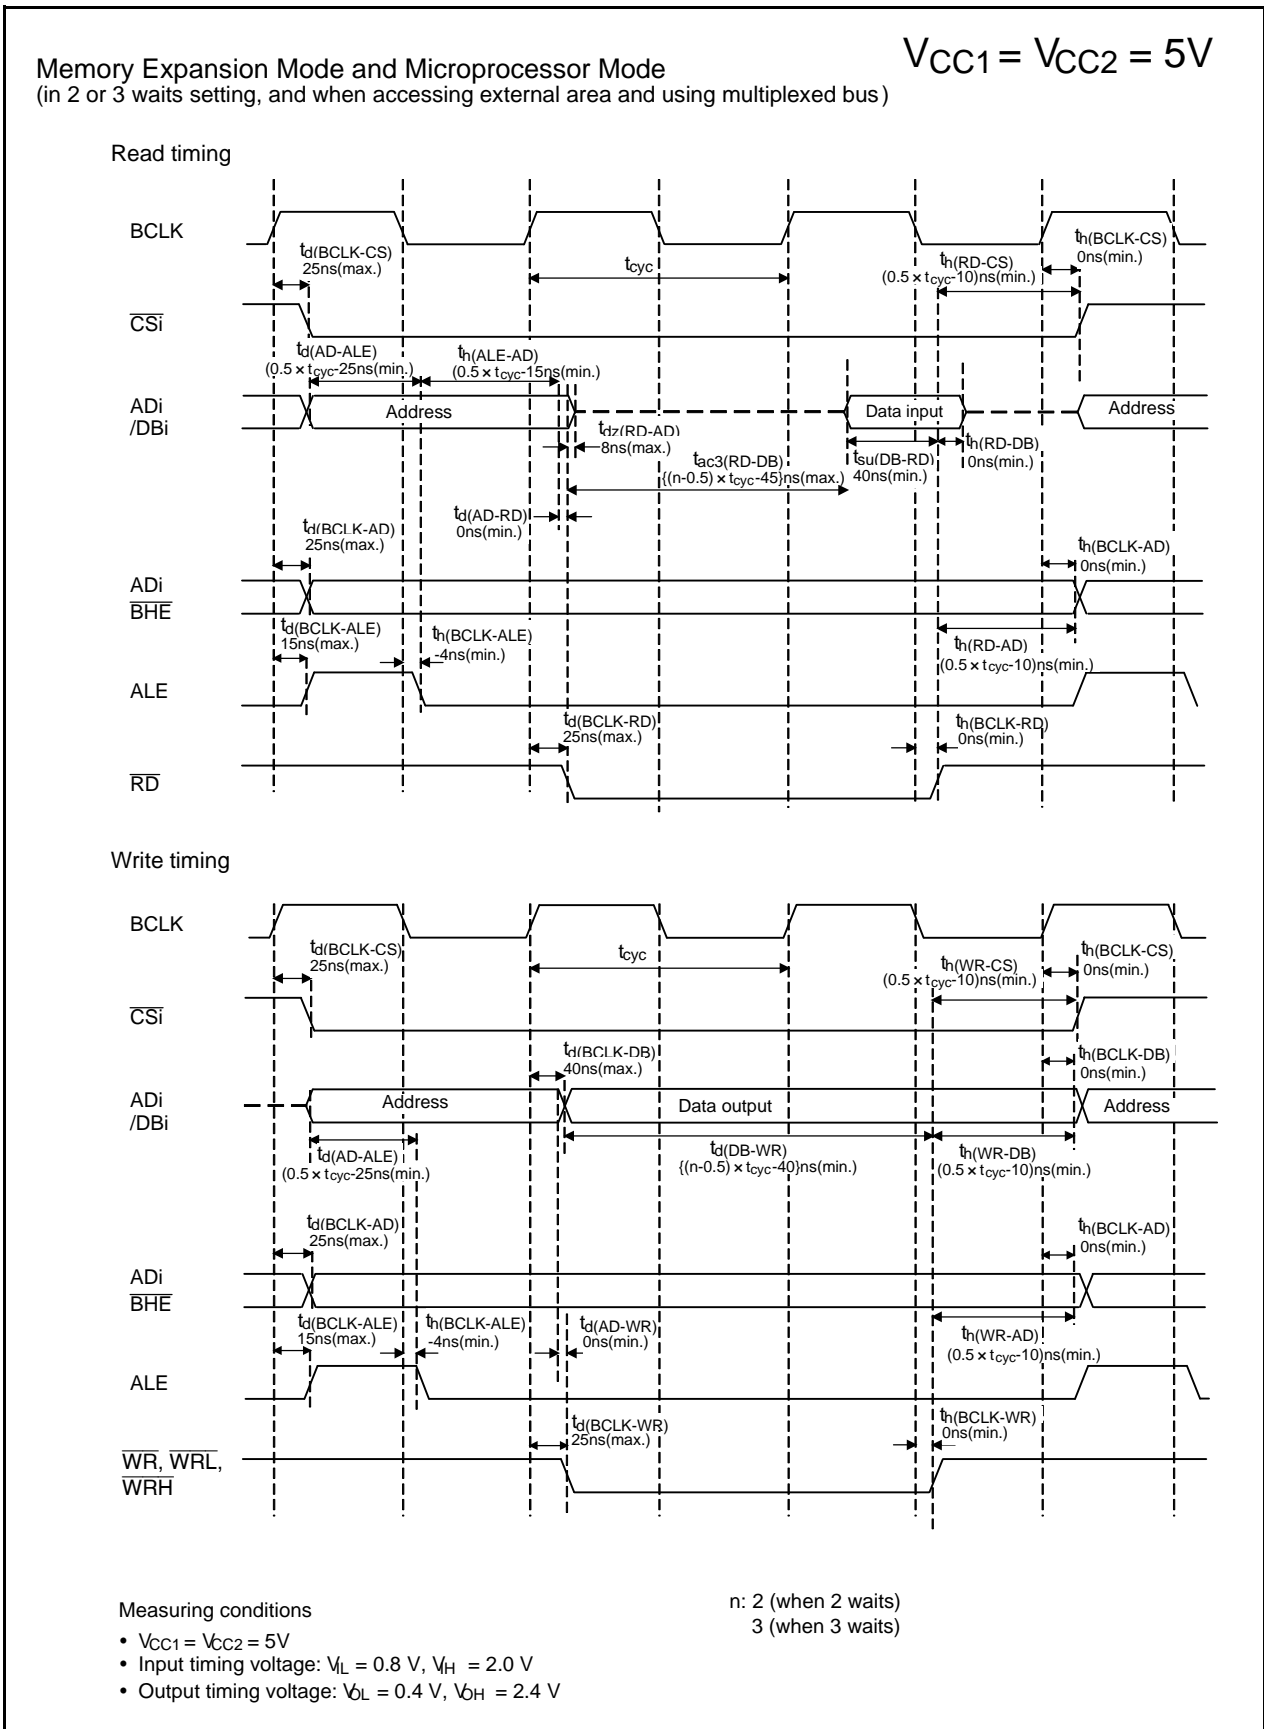 VCC1 = VCC2 = 5V
Memory Expansion Mode and Microprocessor Mode
(in 2 or 3 waits setting, and when accessing external area and using multiplexed bus)
Read timing
BCLK
td(BCLK-CS)
25ns(max.)
tcyc
th(RD-CS)
(0.5 × tcyc-10)ns(min.)
th(BCLK-CS)
0ns(min.)
CSi
td(AD-ALE)
(0.5 × tcyc-25ns(min.)
th(ALE-AD)
(0.5 × tcyc-15ns(min.)
ADi
/DBi
Address
Data input
Address
tdz(RD-AD)
8ns(max.)
tac3(RD-DB)
{(n-0.5) × tcyc-45}ns(max.)
tsu(DB-RD)
40ns(min.)
th(RD-DB)
0ns(min.)
td(AD-RD)
0ns(min.)
td(BCLK-AD)
25ns(max.)
th(BCLK-AD)
0ns(min.)
ADi
BHE
td(BCLK-ALE)
15ns(max.)
th(BCLK-ALE)
-4ns(min.)
th(RD-AD)
(0.5 × tcyc-10)ns(min.)
ALE
td(BCLK-RD)
25ns(max.)
th(BCLK-RD)
0ns(min.)
RD
Write timing
BCLK
td(BCLK-CS)
25ns(max.)
tcyc
th(WR-CS)
(0.5 × tcyc-10)ns(min.)
th(BCLK-CS)
0ns(min.)
CSi
td(BCLK-DB)
40ns(max.)
th(BCLK-DB)
0ns(min.)
ADi
/DBi
Address
Data output
Address
td(AD-ALE)
(0.5 × tcyc-25ns(min.)
td(DB-WR)
{(n-0.5) × tcyc-40}ns(min.)
th(WR-DB)
(0.5 × tcyc-10)ns(min.)
td(BCLK-AD)
25ns(max.)
th(BCLK-AD)
0ns(min.)
ADi
BHE
td(BCLK-ALE)
15ns(max.)
th(BCLK-ALE)
-4ns(min.)
td(AD-WR)
0ns(min.)
th(WR-AD)
(0.5 × tcyc-10)ns(min.)
ALE
td(BCLK-WR)
25ns(max.)
th(BCLK-WR)
0ns(min.)
WR, WRL,
WRH
Measuring conditions
• VCC1 = VCC2 = 5V
• Input timing voltage: VIL = 0.8 V, VIH = 2.0 V
• Output timing voltage: VOL = 0.4 V, VOH = 2.4 V
n: 2 (when 2 waits)
3 (when 3 waits)